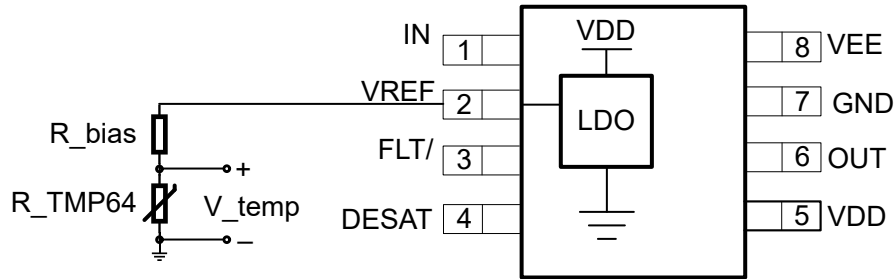 IN
1
VREF
2
FLT/
3
DESAT
4
VDD
LDO
8
VEE
7
GND
6
OUT
5
VDD
R_bias
+
R_TMP64
V_temp
−